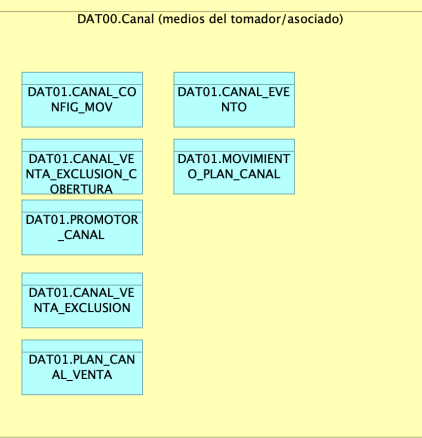 DAT00.Canal (medios del tomador/asociado)
DAT01.CANAL_CO
NFIG_MOV
DAT01.CANAL_EVE
NTO
DAT01.CANAL_VE
NTA_EXCLUSION_C
OBERTURA
DAT01.MOVIMIENT
O_PLAN_CANAL
DAT01.PROMOTOR
_CANAL
DAT01.CANAL_VE
NTA_EXCLUSION
DAT01.PLAN_CAN
AL_VENTA